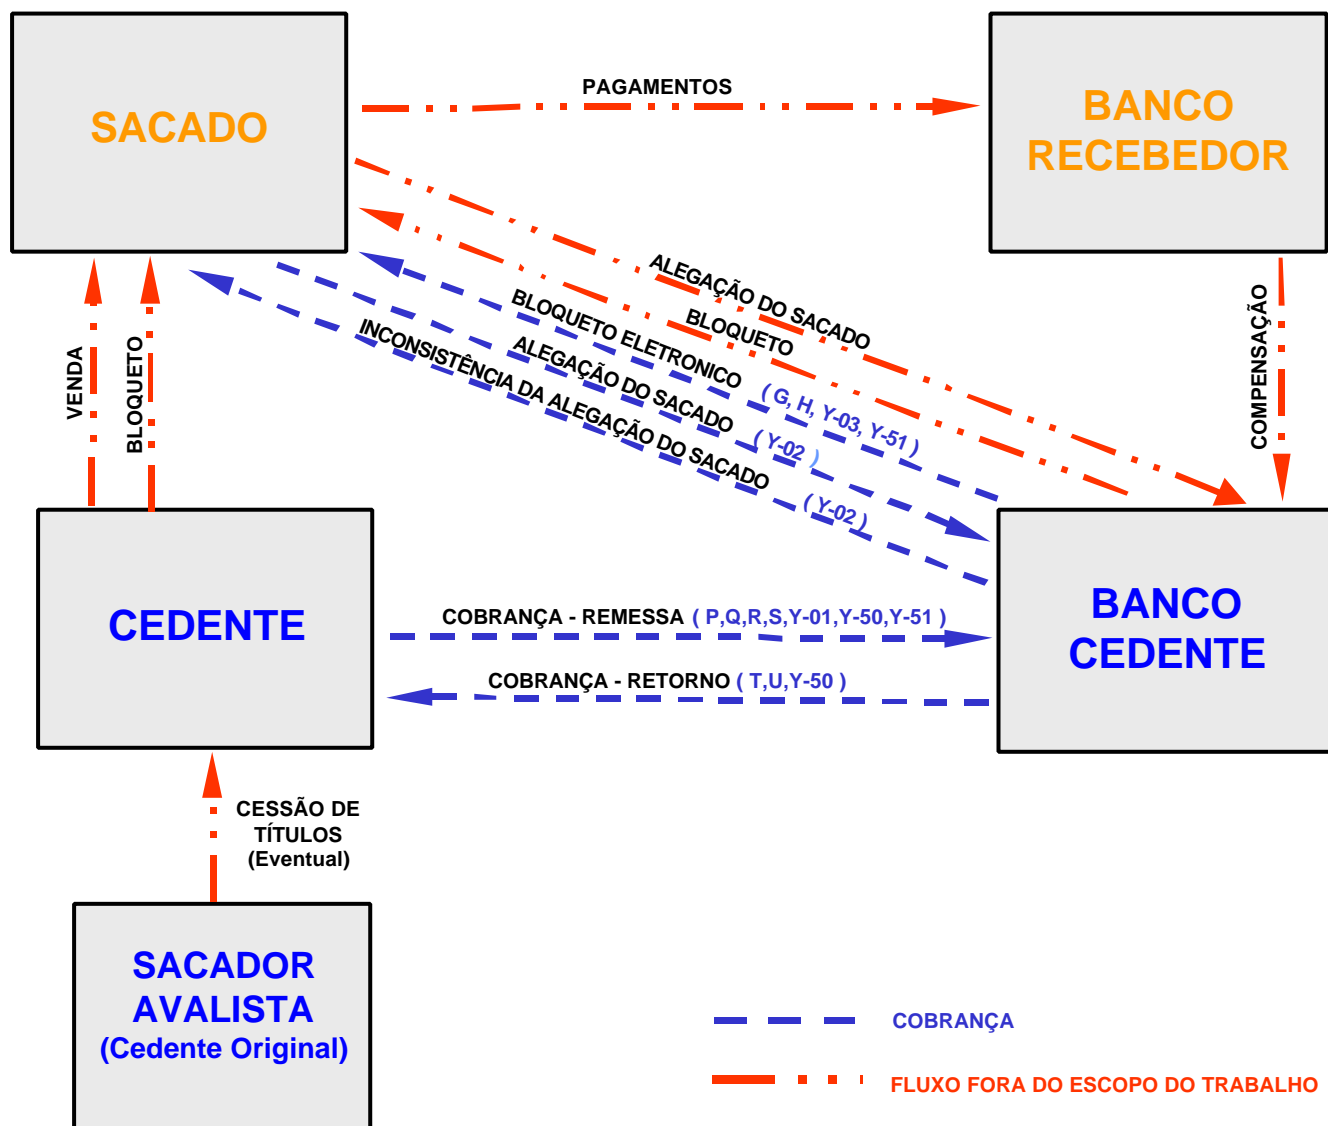 SACADO
PAGAMENTOS
BANCO
RECEBEDOR
VENDA
BLOQUETO
ALEGAÇÃO DO SACADO
BLOQUETO
BLOQUETO ELETRONICO ( G, H, Y-03, Y-51 )
ALEGAÇÃO DO SACADO ( Y-02 )
INCONSISTÊNCIA DA ALEGAÇÃO DO SACADO ( Y-02 )
COMPENSAÇÃO
CEDENTE
COBRANÇA - REMESSA ( P,Q,R,S,Y-01,Y-50,Y-51 )
COBRANÇA - RETORNO ( T,U,Y-50 )
BANCO
CEDENTE
CESSÃO DE
TÍTULOS
(Eventual)
SACADOR
AVALISTA
(Cedente Original)
COBRANÇA
FLUXO FORA DO ESCOPO DO TRABALHO